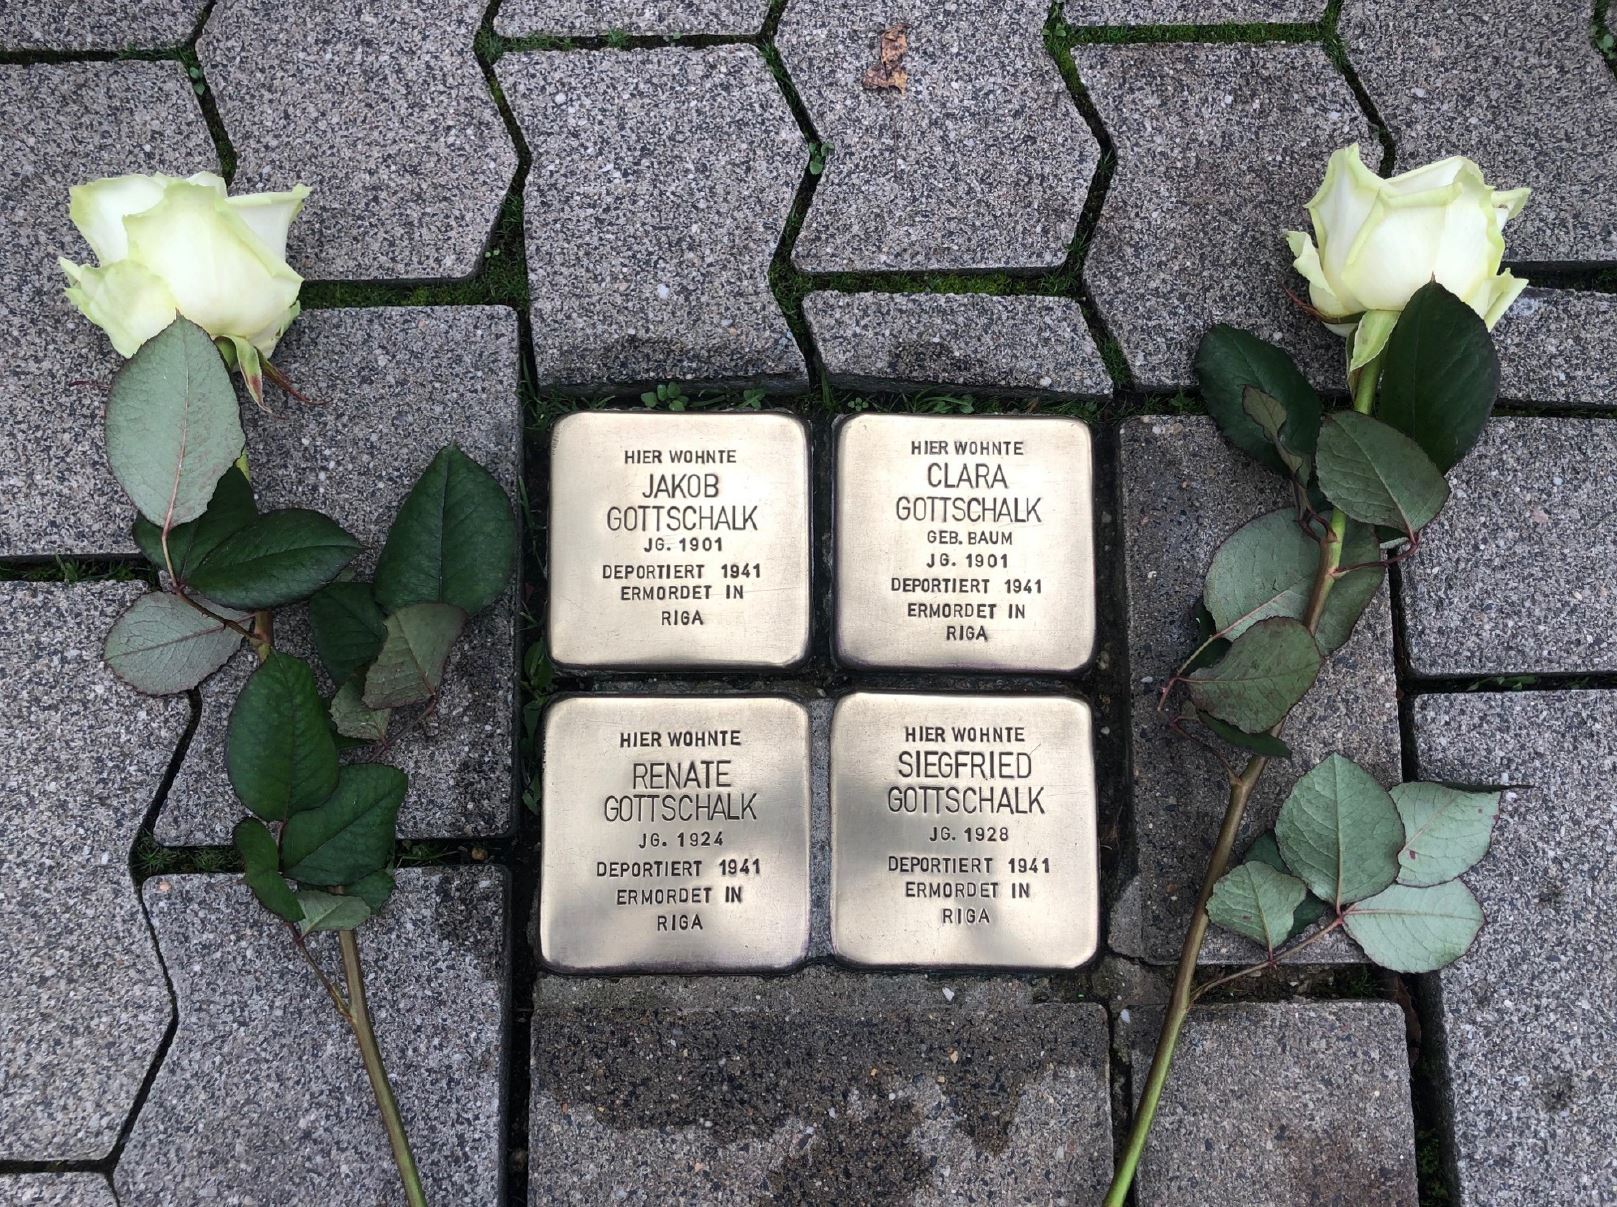 HIER WOHNTE
JAKOB
GOTTSCHALK
JG. 1901
DEPORTIERT 1941
ERMORDET IN
RIGA
HIER WOHNTE
CLARA
GOTTSCHALK
GEB. BAUM
JG. 1901
DEPORTIERT 1941
ERMORDET IN
RIGA
HIER WOHNTE
RENATE
GOTTSCHALK
JG. 1924
DEPORTIERT 1941
ERMORDET IN
RIGA
HIER WOHNTE
SIEGFRIED
GOTTSCHALK
JG. 1928
DEPORTIERT 1941
ERMORDET IN
RIGA